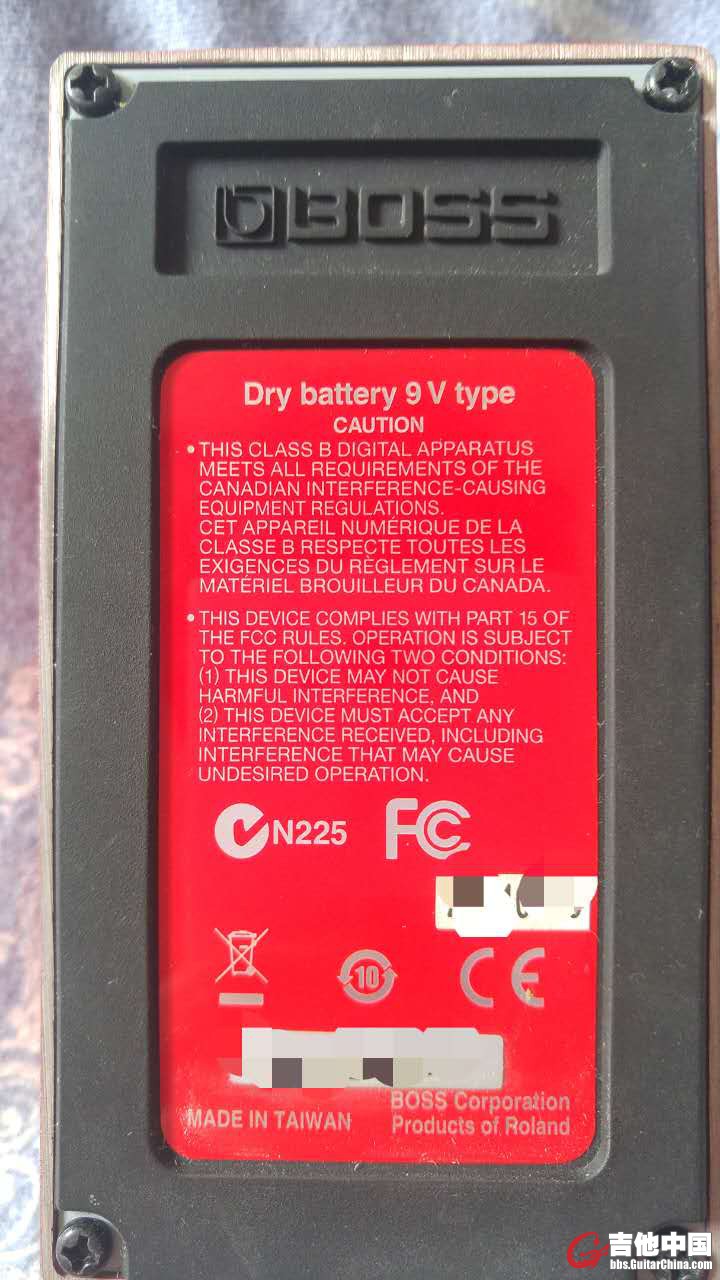 BOSS
Dry battery 9 V type
CAUTION
• THIS CLASS B DIGITAL APPARATUS
MEETS ALL REQUIREMENTS OF THE
CANADIAN INTERFERENCE-CAUSING
EQUIPMENT REGULATIONS.
CET APPAREIL NUMÉRIQUE DE LA
CLASSE B RESPECTE TOUTES LES
EXIGENCES DU RÈGLEMENT SUR LE
MATÉRIEL BROUILLEUR DU CANADA.
• THIS DEVICE COMPLIES WITH PART 15 OF
THE FCC RULES. OPERATION IS SUBJECT
TO THE FOLLOWING TWO CONDITIONS:
(1) THIS DEVICE MAY NOT CAUSE
HARMFUL INTERFERENCE, AND
(2) THIS DEVICE MUST ACCEPT ANY
INTERFERENCE RECEIVED, INCLUDING
INTERFERENCE THAT MAY CAUSE
UNDESIRED OPERATION.
N225 FCC
10 CE
BOSS Corporation
MADE IN TAIWAN Products of Roland
吉他中国
bbs.GuitarChina.com